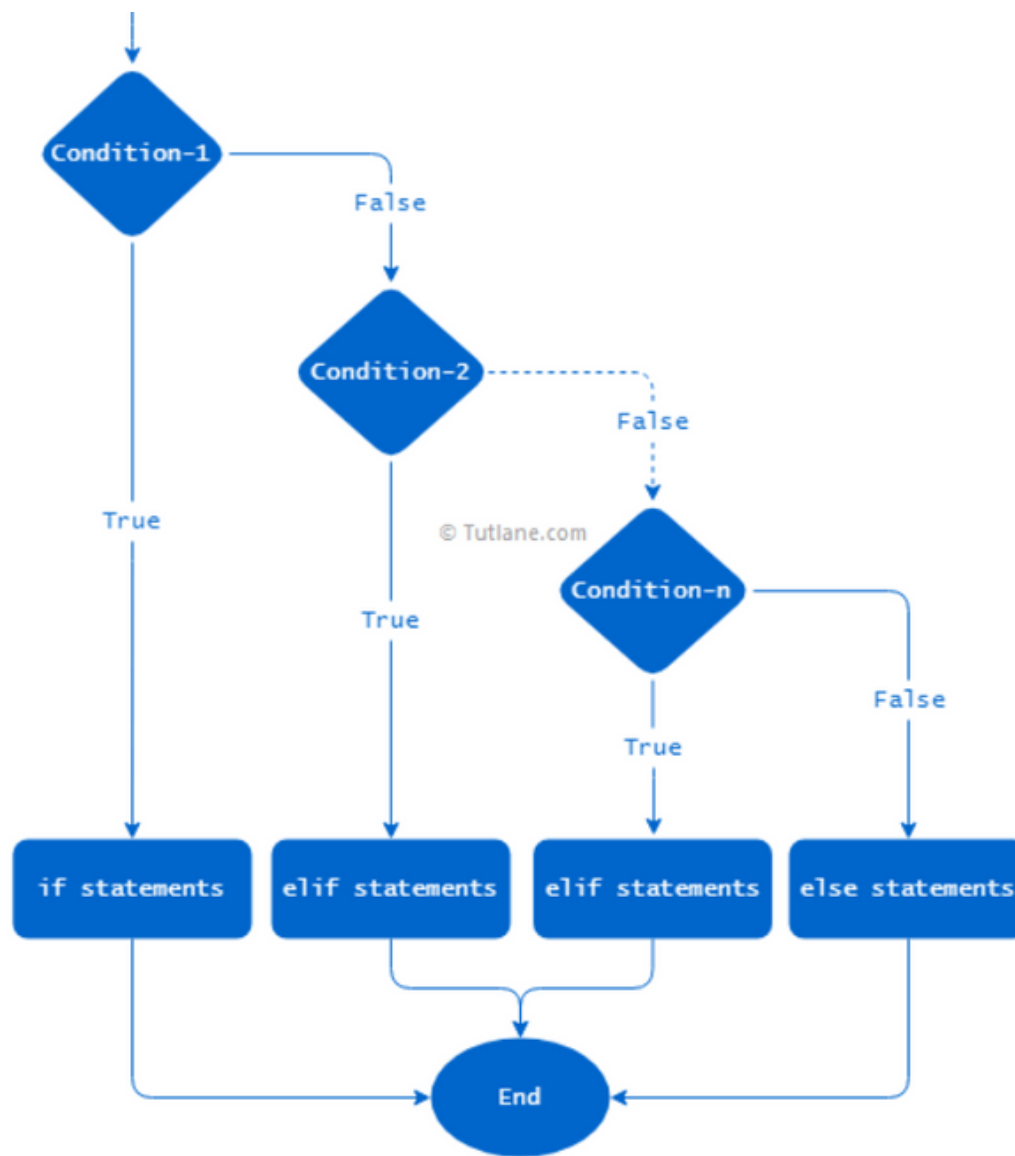 Condition-1
False
Condition-2
False
True
© Tutlane.com
Condition-n
True
False
True
if statements
elif statements
elif statements
else statements
End